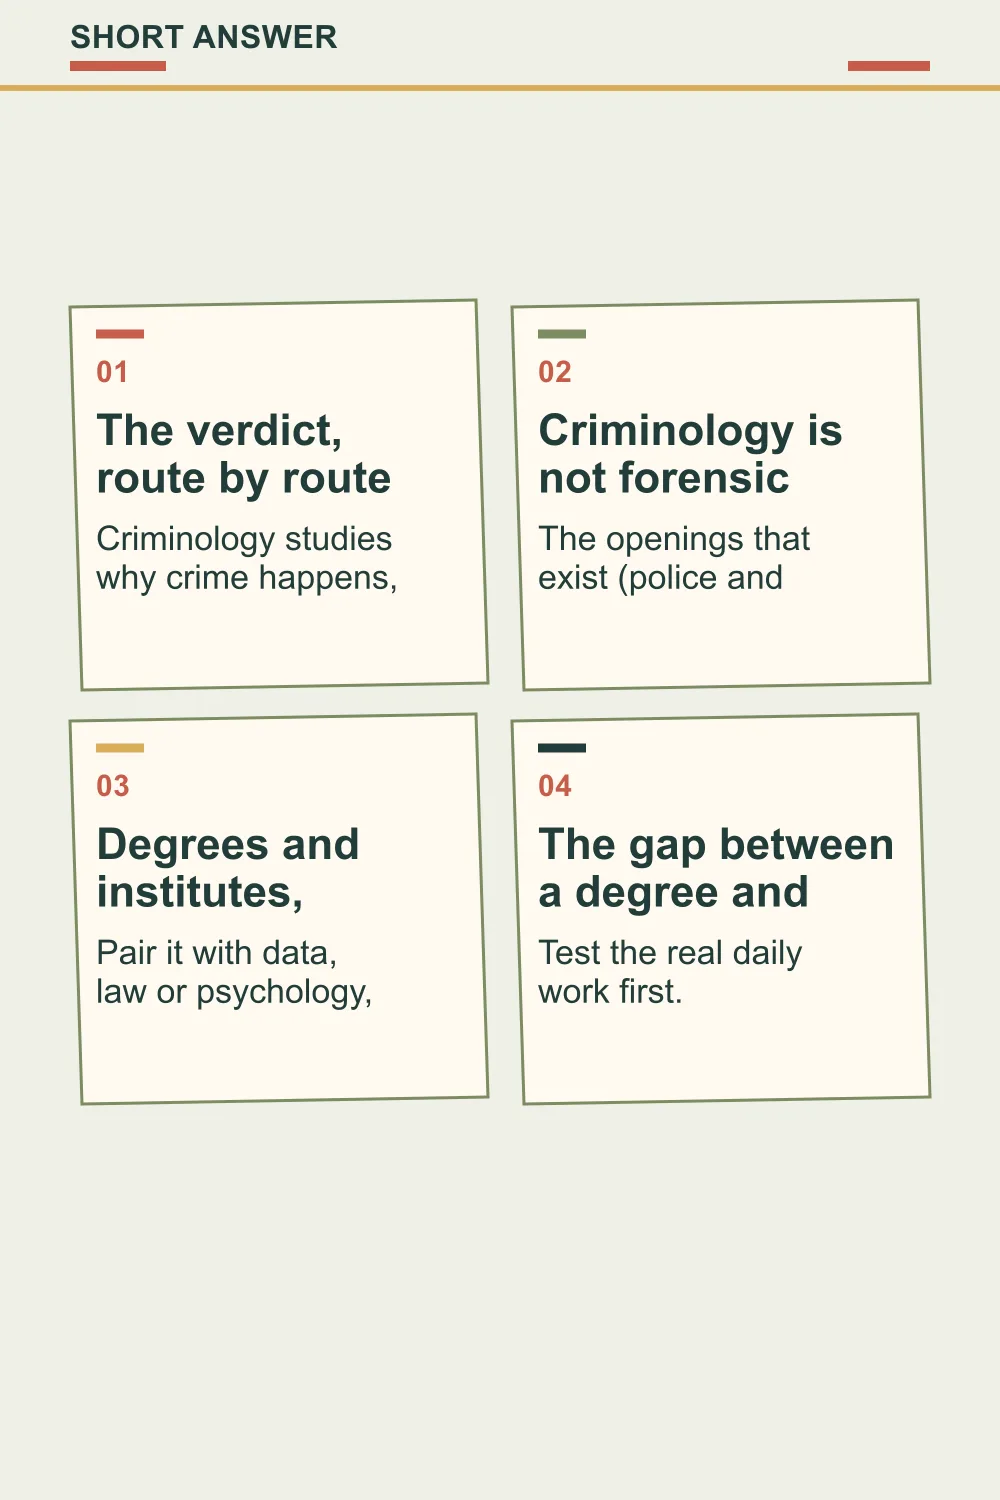 SHORT ANSWER
01
The verdict,
route by route
Criminology studies
why crime happens,
02
Criminology is
not forensic
The openings that
exist (police and
03
Degrees and
institutes,
Pair it with data,
law or psychology,
04
The gap between
a degree and
Test the real daily
work first.